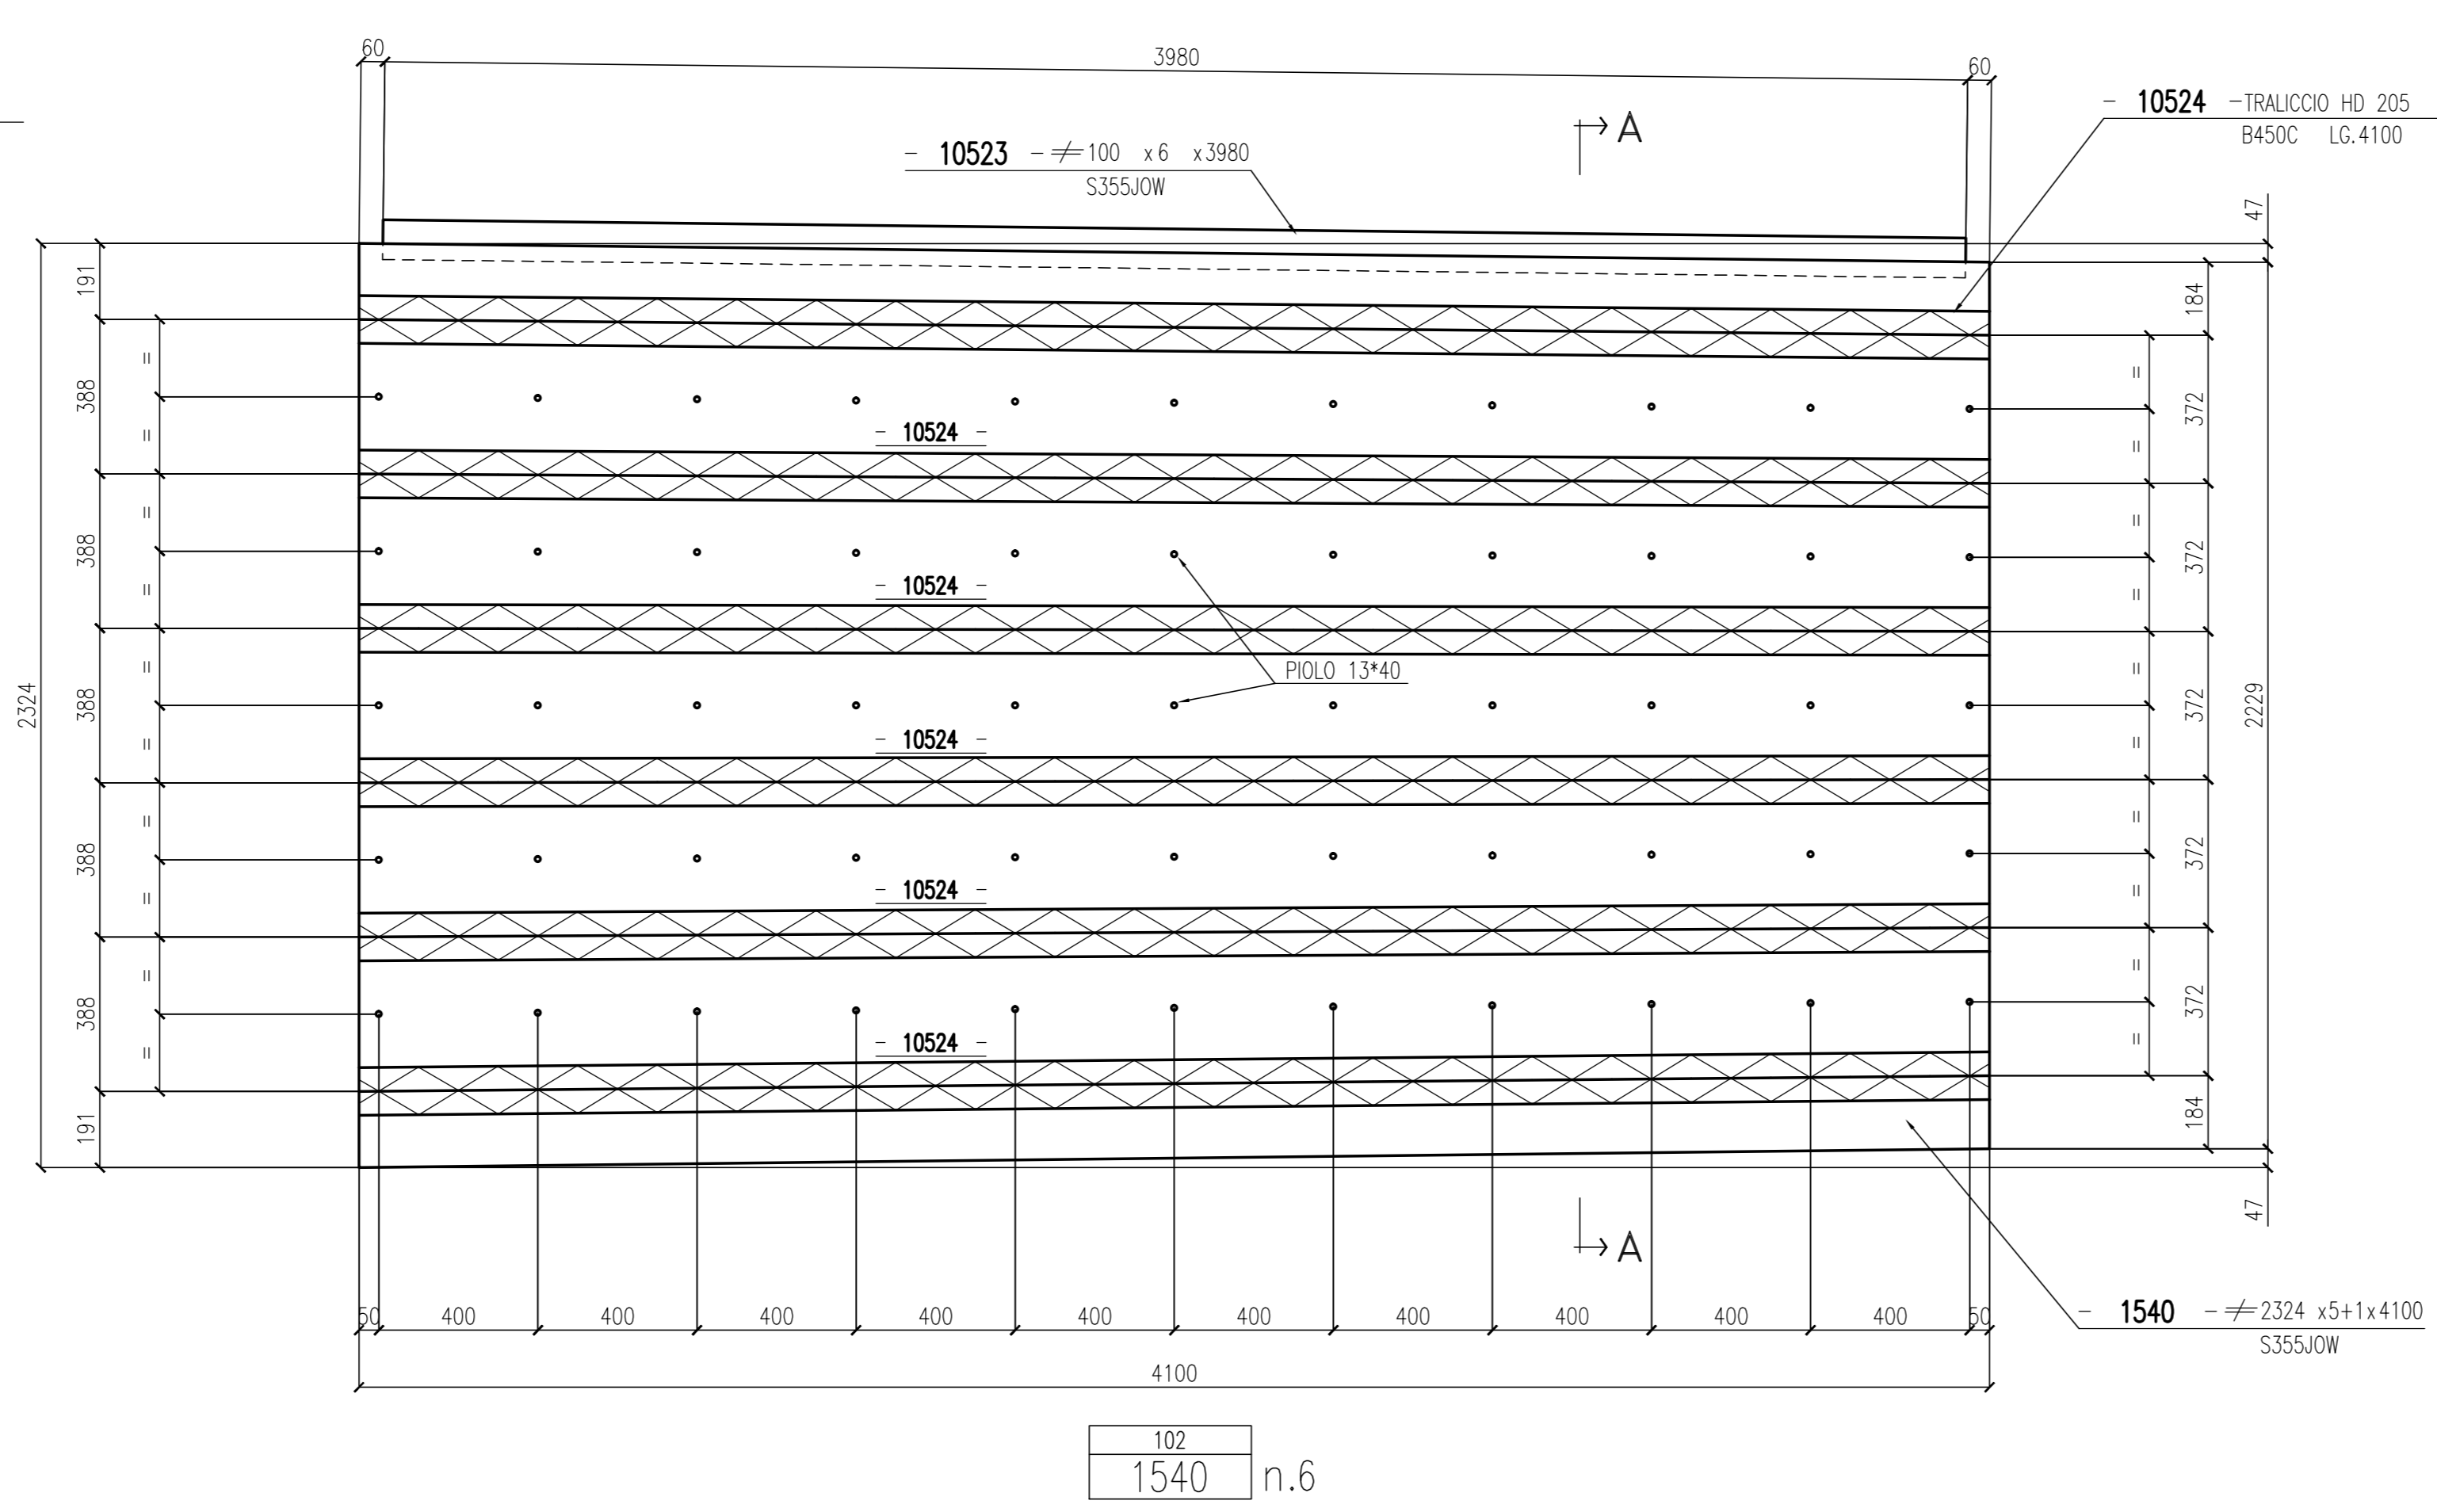 60
3980
60
- 10524 -TRALICCIO HD 205
B450C LG.4100
A
- 10523 - ≠ 100 x6 x3980
S355J0W
47
191
184
=
=
388
372
- 10524 -
=
=
=
=
388
372
- 10524 -
=
=
PIOLO 13*40
=
=
2324
388
372
2229
- 10524 -
=
=
=
=
388
372
- 10524 -
=
=
=
=
388
372
- 10524 -
=
=
191
184
47
A
50 400 400 400 400 400 400 400 400 400 400 50
- 1540 - ≠ 2324 x5+1x4100
S355J0W
4100
102
1540 n.6